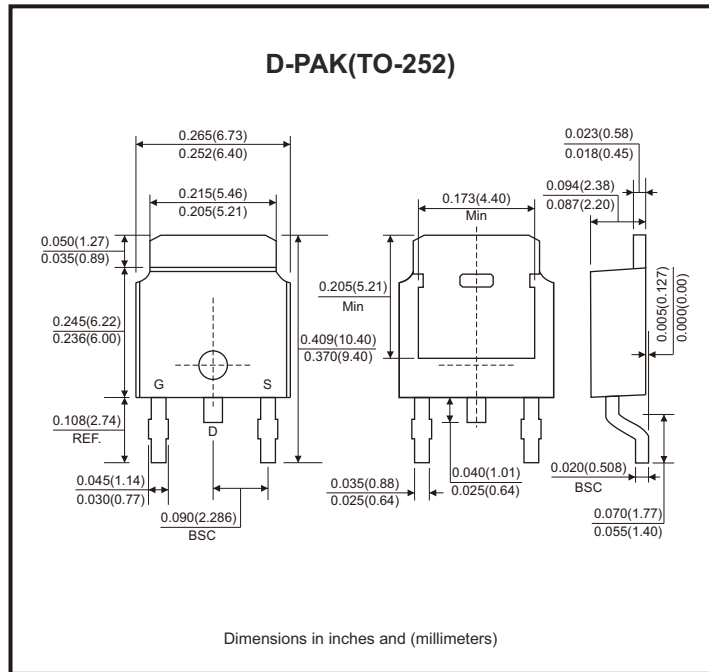 D-PAK(TO-252)
0.265(6.73)
0.252(6.40)
0.215(5.46)
0.205(5.21)
0.050(1.27)
0.035(0.89)
0.245(6.22)
0.236(6.00)
0.108(2.74)
REF.
0.045(1.14)
0.030(0.77)
0.090(2.286)
BSC
G
S
D
0.409(10.40)
0.370(9.40)
0.173(4.40)
Min
0.205(5.21)
Min
0.035(0.88)
0.025(0.64)
0.040(1.01)
0.025(0.64)
0.023(0.58)
0.018(0.45)
0.094(2.38)
0.087(2.20)
0.005(0.127)
0.000(0.00)
0.020(0.508)
BSC
0.070(1.77)
0.055(1.40)
Dimensions in inches and (millimeters)